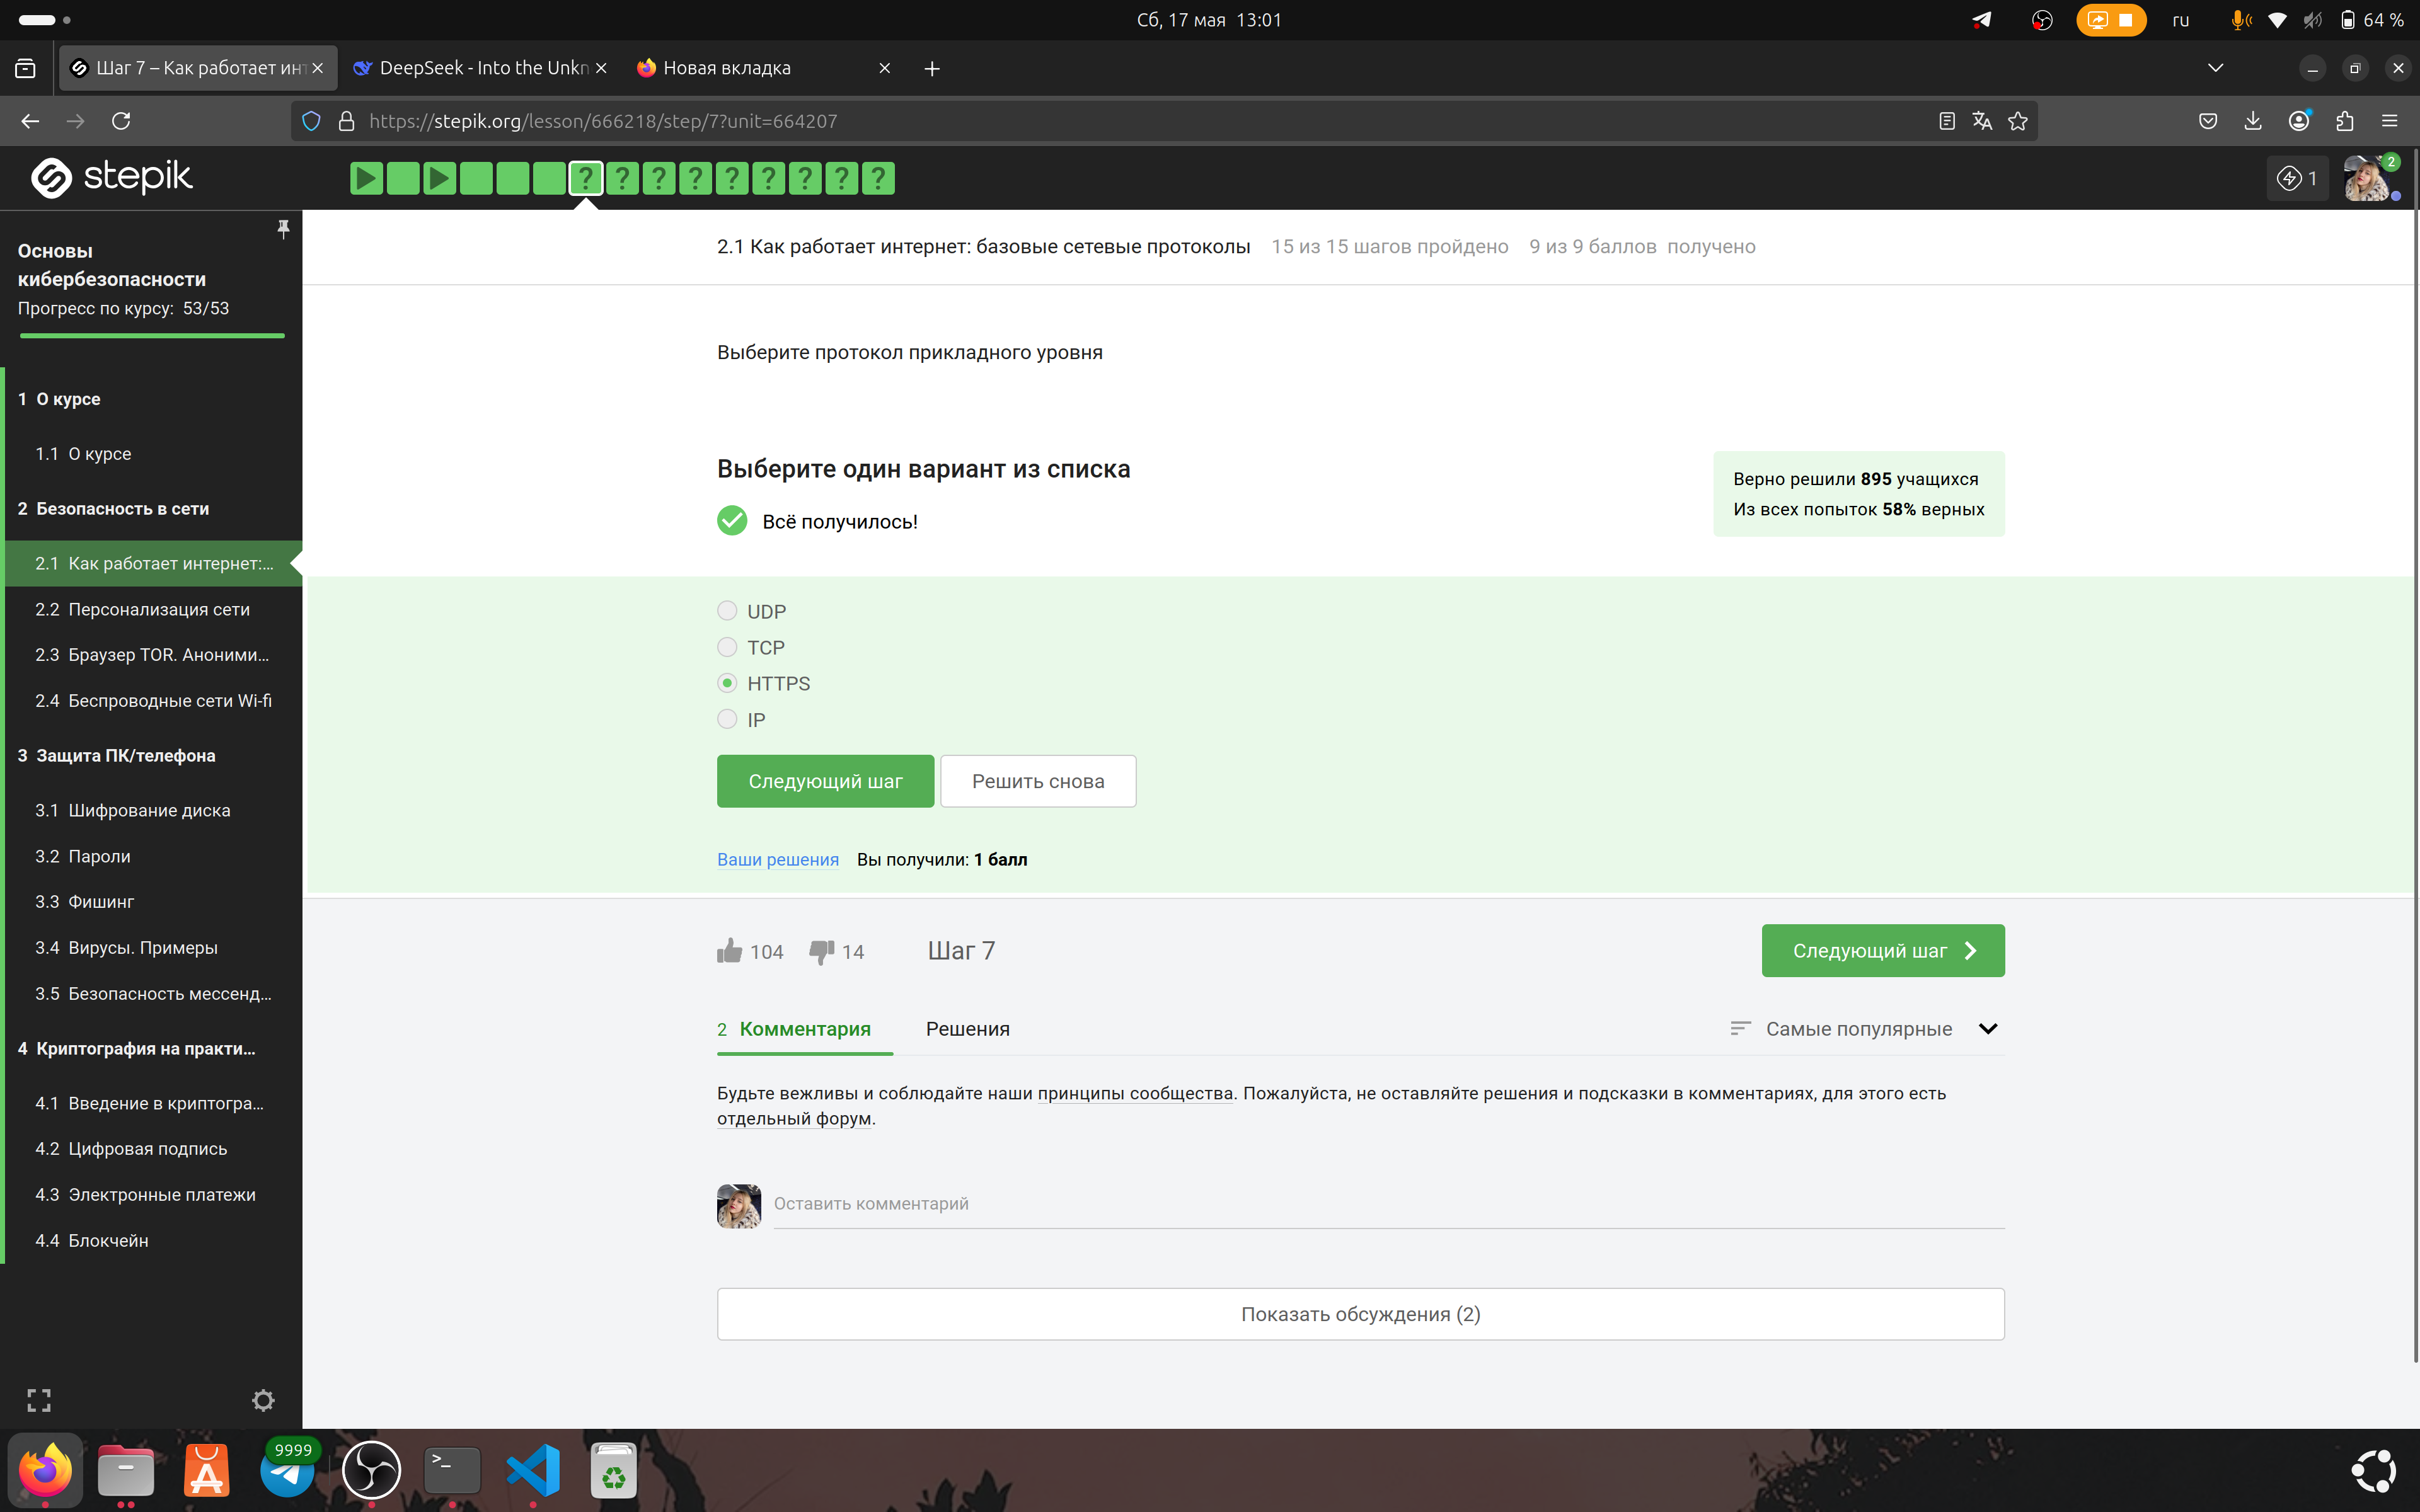 Сб, 17 мая 13:01
ru
64 %
Шаг 7 – Как работает инт
DeepSeek - Into the Unkn
Новая вкладка
https://stepik.org/lesson/666218/step/7?unit=664207
stepik
1
2
Основы
кибербезопасности
Прогресс по курсу: 53/53
1 О курсе
1.1 О курсе
2 Безопасность в сети
2.1 Как работает интернет:...
2.2 Персонализация сети
2.3 Браузер TOR. Аноними...
2.4 Беспроводные сети Wi-fi
3 Защита ПК/телефона
3.1 Шифрование диска
3.2 Пароли
3.3 Фишинг
3.4 Вирусы. Примеры
3.5 Безопасность мессенд...
4 Криптография на практи...
4.1 Введение в криптогра...
4.2 Цифровая подпись
4.3 Электронные платежи
4.4 Блокчейн
2.1 Как работает интернет: базовые сетевые протоколы 15 из 15 шагов пройдено 9 из 9 баллов получено
Выберите протокол прикладного уровня
Выберите один вариант из списка
Всё получилось!
Верно решили 895 учащихся
Из всех попыток 58% верных
UDP
TCP
HTTPS
IP
Следующий шаг
Решить снова
Ваши решения Вы получили: 1 балл
104
14
Шаг 7
Следующий шаг
2 Комментария
Решения
Самые популярные
Будьте вежливы и соблюдайте наши принципы сообщества. Пожалуйста, не оставляйте решения и подсказки в комментариях, для этого есть
отдельный форум.
Оставить комментарий
Показать обсуждения (2)
9999